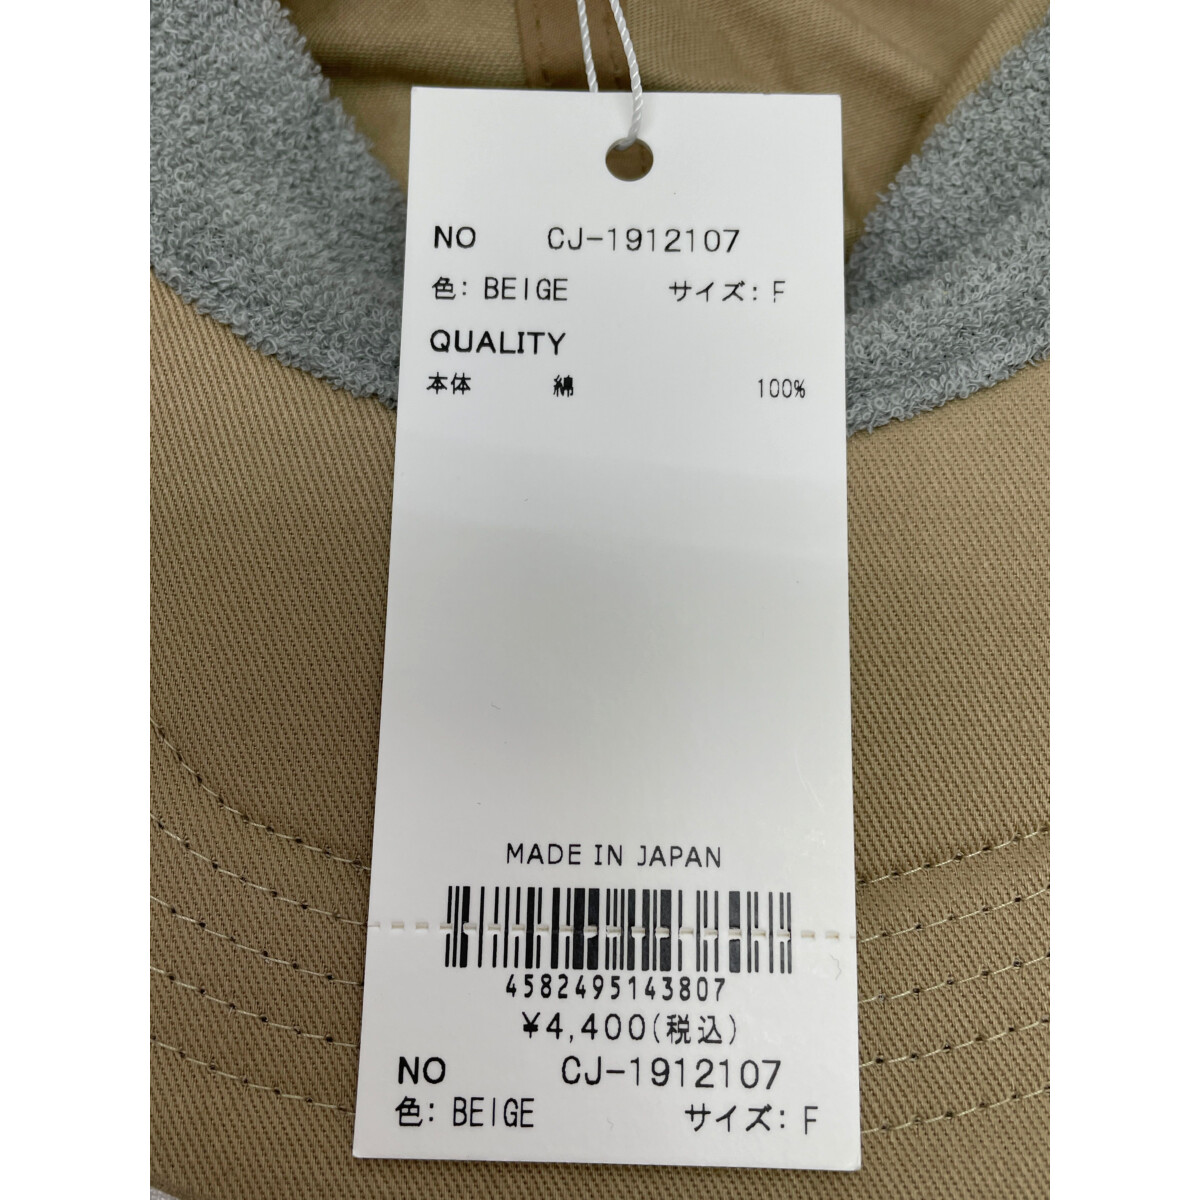 NO CJ-1912107
色: BEIGE サイズ: F
QUALITY
本体 綿 100%
MADE IN JAPAN
4582495143807
¥4,400(税込)
NO CJ-1912107
色: BEIGE サイズ: F